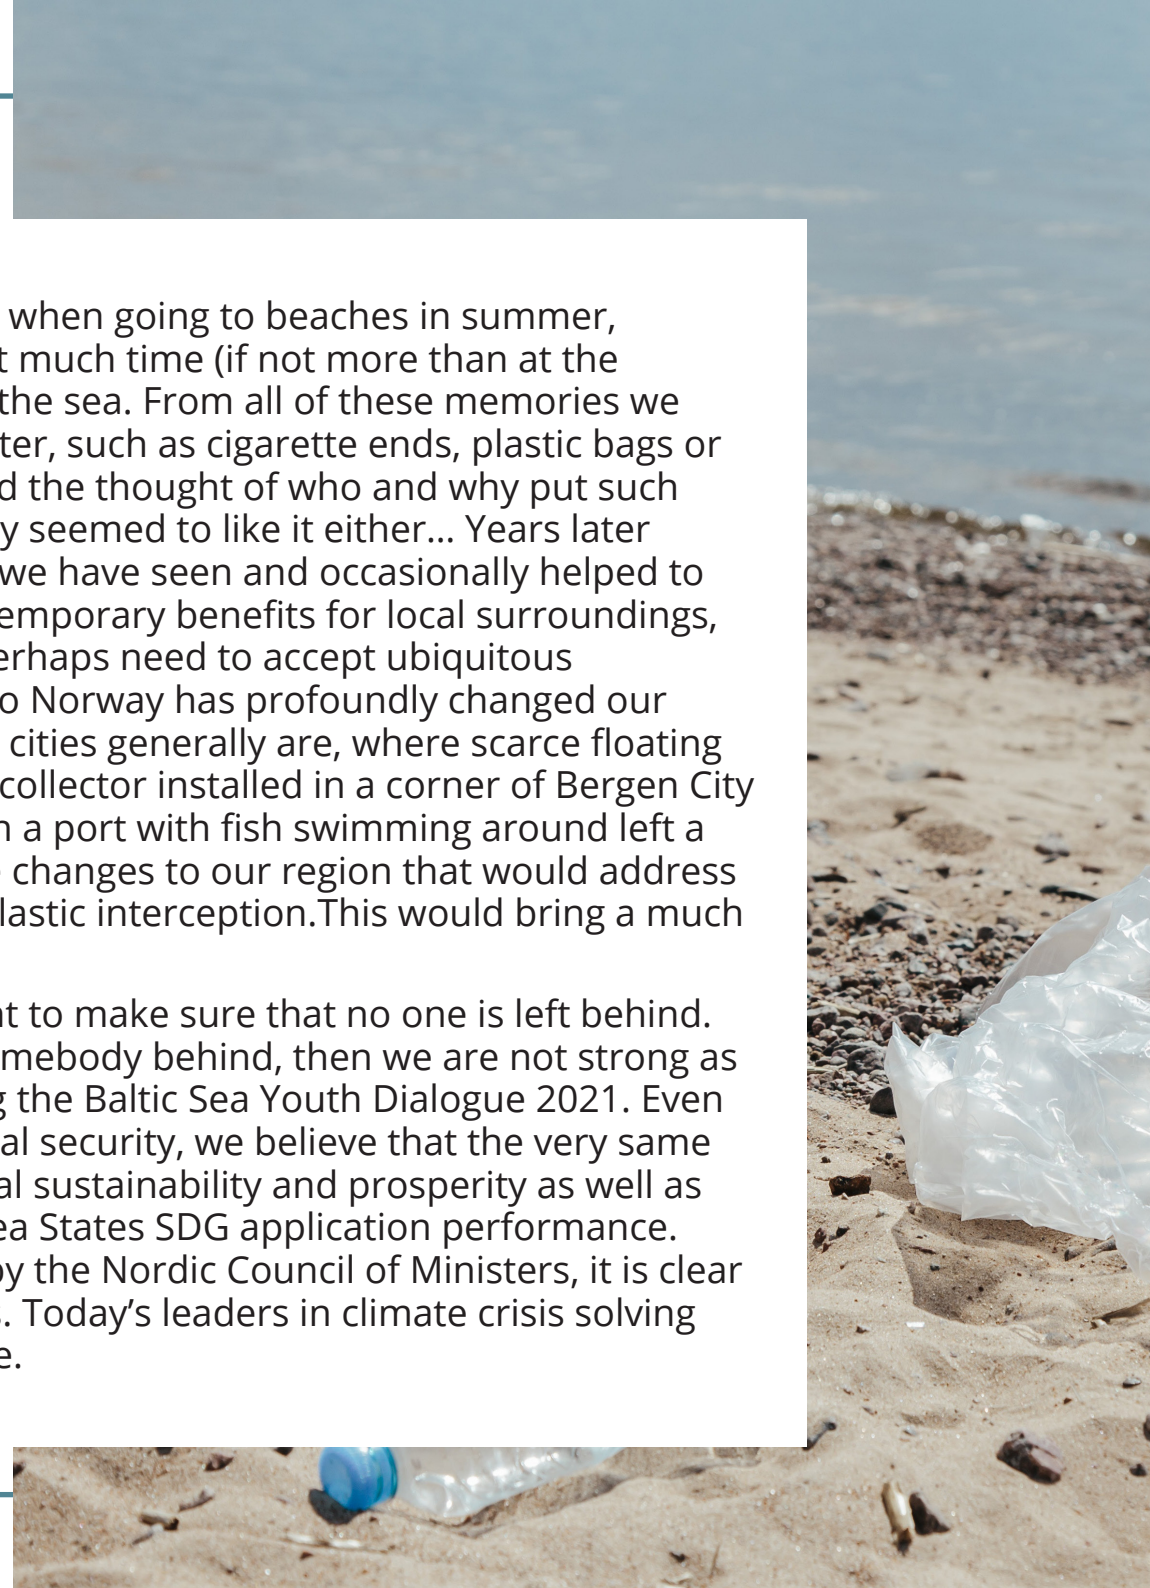 when going to beaches in summer,
t much time (if not more than at the
the sea. From all of these memories we
ter, such as cigarette ends, plastic bags or
d the thought of who and why put such
y seemed to like it either... Years later
we have seen and occasionally helped to
emporary benefits for local surroundings,
erhaps need to accept ubiquitous
o Norway has profoundly changed our
cities generally are, where scarce floating
collector installed in a corner of Bergen City
a port with fish swimming around left a
changes to our region that would address
lastic interception.This would bring a much
t to make sure that no one is left behind.
mebody behind, then we are not strong as
the Baltic Sea Youth Dialogue 2021. Even
al security, we believe that the very same
al sustainability and prosperity as well as
ea States SDG application performance.
by the Nordic Council of Ministers, it is clear
. Today’s leaders in climate crisis solving
e.